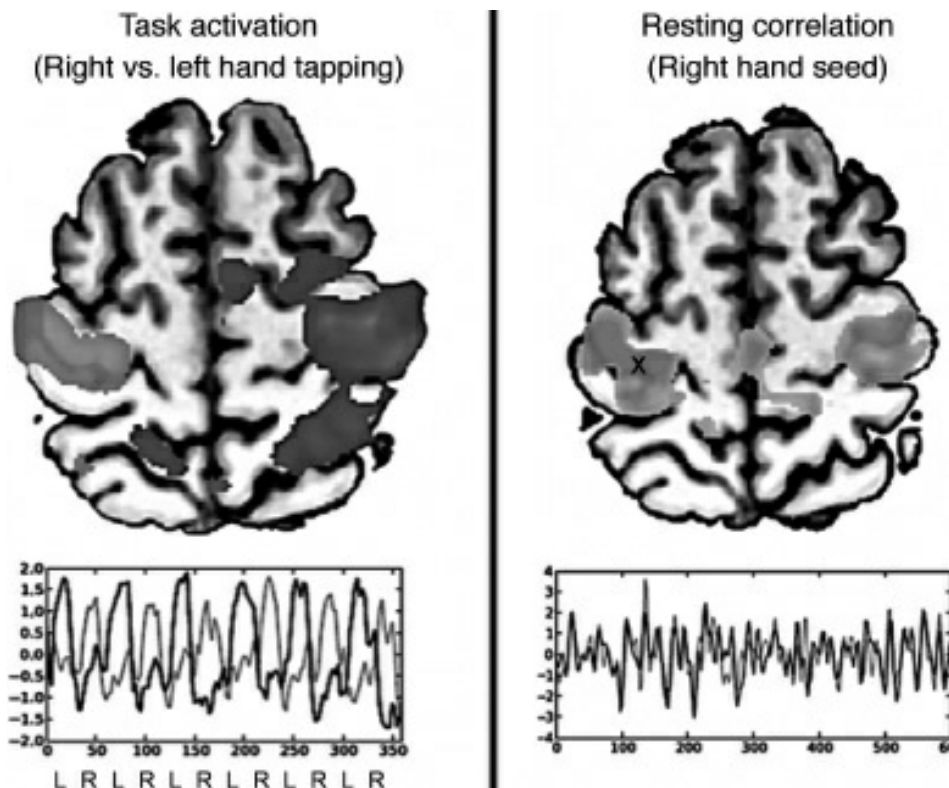 Task activation
(Right vs. left hand tapping)
Resting correlation
(Right hand seed)
X
2.0
1.5
1.0
0.5
0.0
−0.5
−1.0
−1.5
−2.0
0 50 100 150 200 250 300 350
L R L R L R L R L R L R
4
3
2
1
0
−1
−2
−3
−4
0 100 200 300 400 500